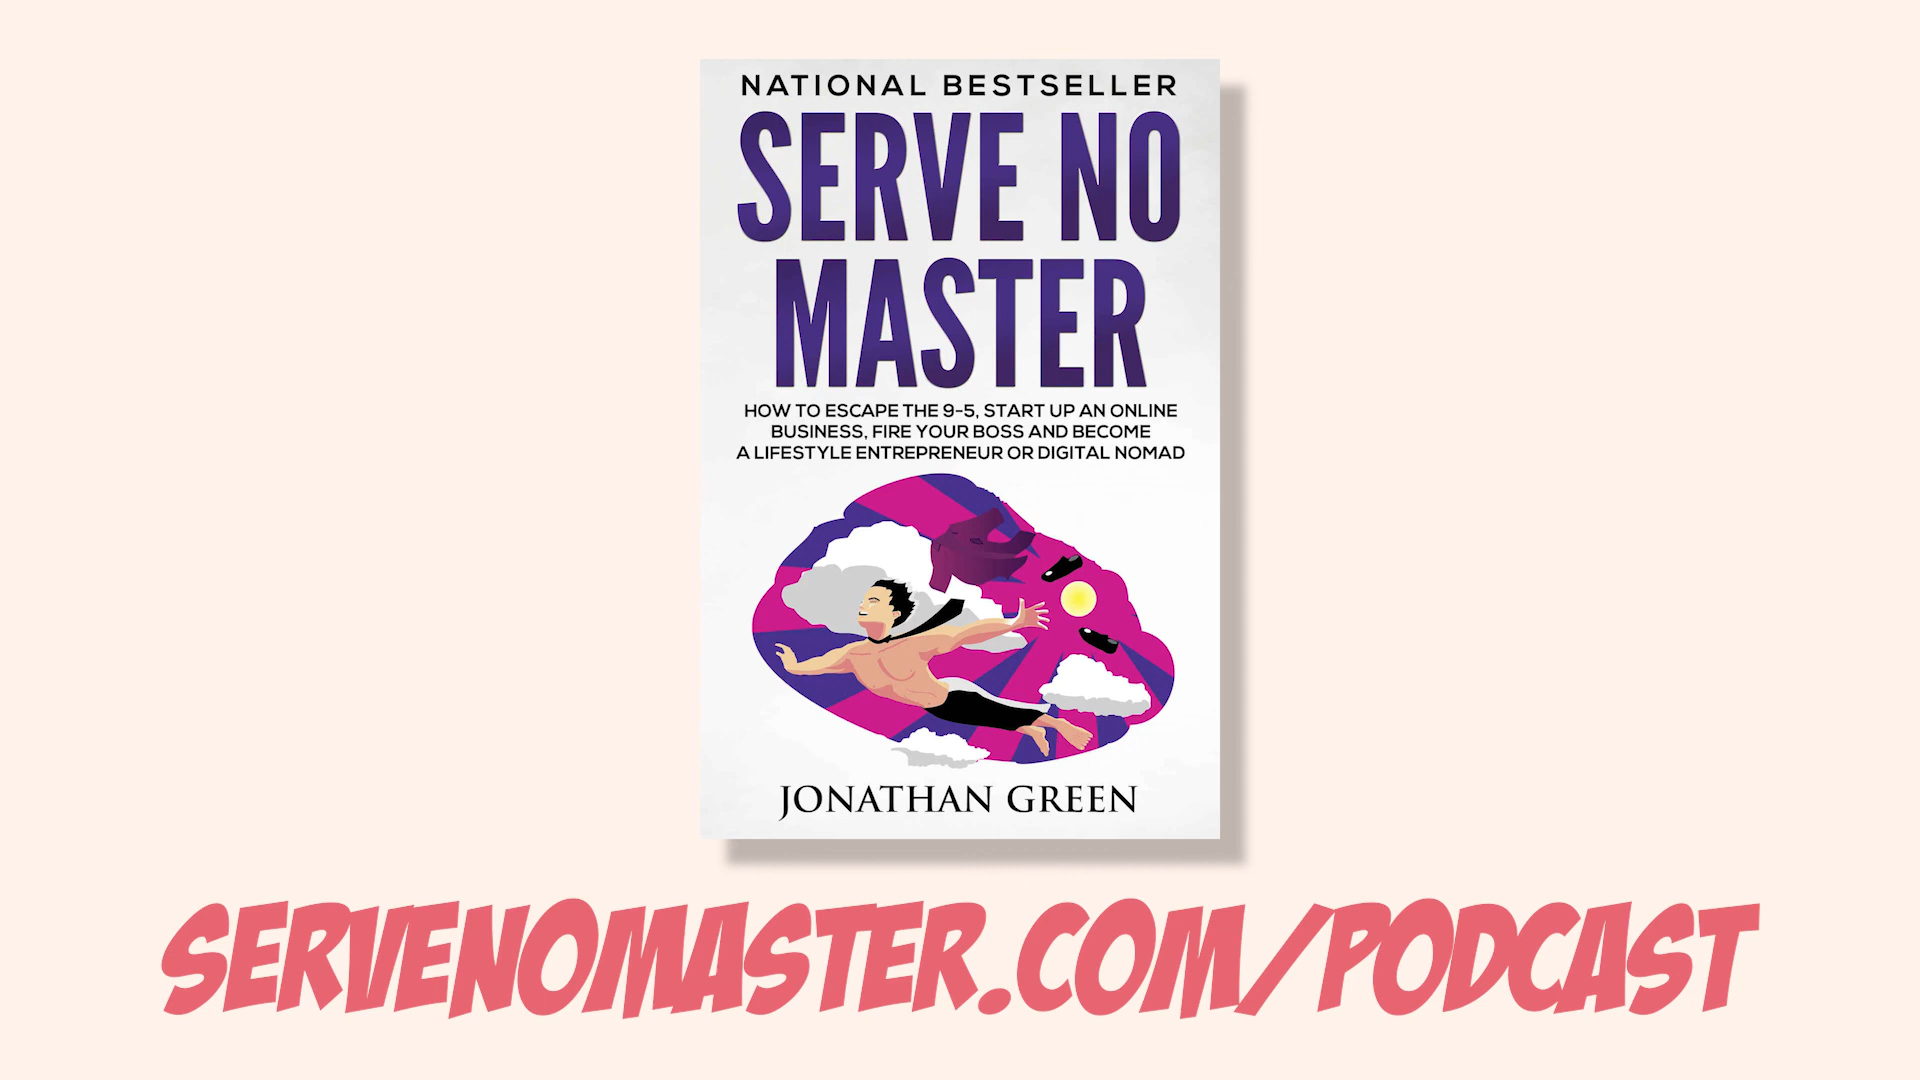 NATIONAL BESTSELLER
SERVE NO
MASTER
HOW TO ESCAPE THE 9-5, START UP AN ONLINE
BUSINESS, FIRE YOUR BOSS AND BECOME
A LIFESTYLE ENTREPRENEUR OR DIGITAL NOMAD
JONATHAN GREEN
SERVENOMASTER.COM/PODCAST